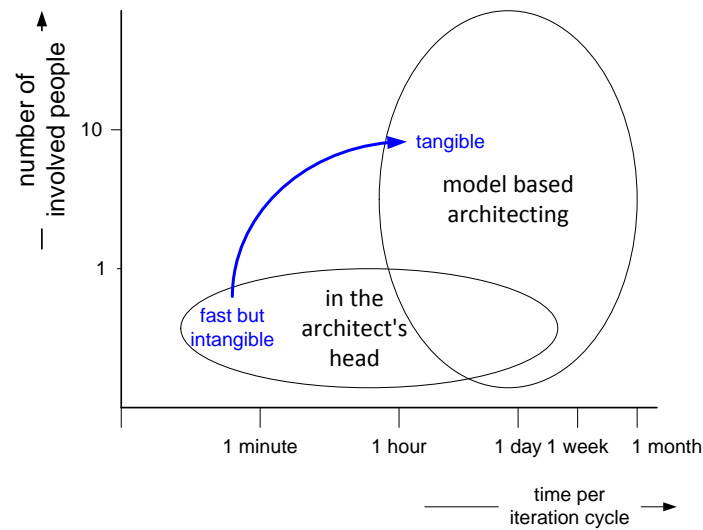 number of
involved people
10
1
tangible
model based
architecting
in the
architect's
head
fast but
intangible
1 minute
1 hour
1 day
1 week
1 month
time per
iteration cycle